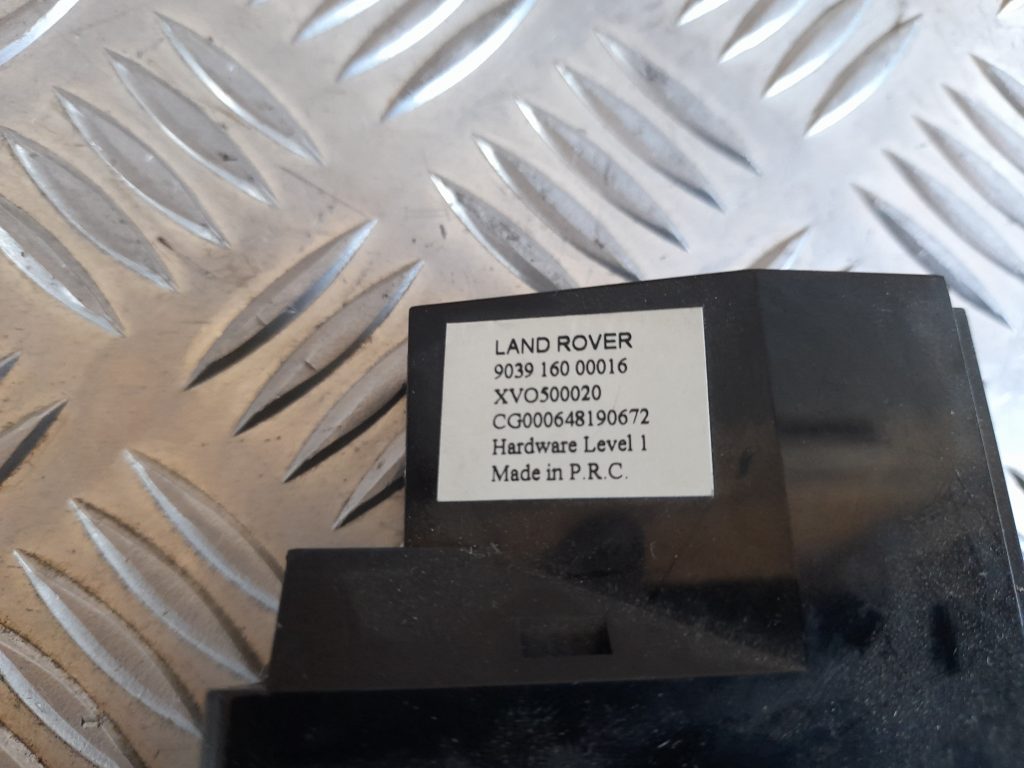 LAND ROVER
9039 160 00016
XVO500020
CG000648190672
Hardware Level 1
Made in P.R.C.